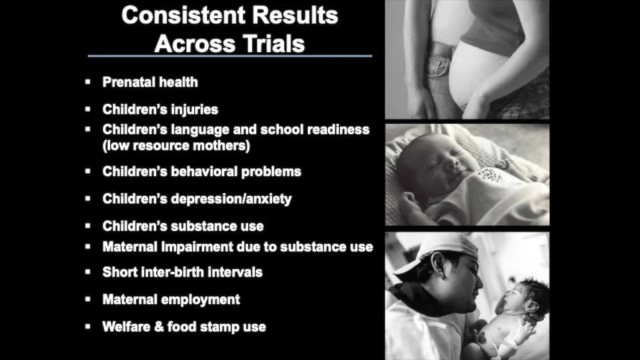 Consistent Results
Across Trials
▪ Prenatal health
▪ Children's injuries
▪ Children's language and school readiness
(low resource mothers)
▪ Children's behavioral problems
▪ Children's depression/anxiety
▪ Children's substance use
▪ Maternal Impairment due to substance use
▪ Short inter-birth intervals
▪ Maternal employment
▪ Welfare & food stamp use